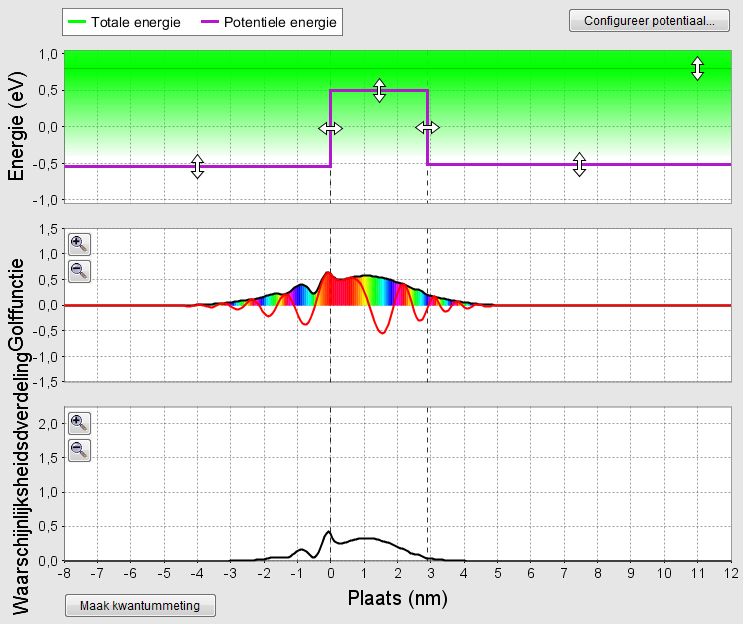 Totale energie
Potentiele energie
Configureer potentiaal...
Energie (eV)
1,0
0,5
0,0
-0,5
-1,0
Golffunctie
1,5
1,0
0,5
0,0
-0,5
-1,0
-1,5
Waarschijnlijksheidsdverdeling
2,0
1,5
1,0
0,5
0,0
-8 -7 -6 -5 -4 -3 -2 -1 0 1 2 3 4 5 6 7 8 9 10 11 12
Plaats (nm)
Maak kwantummeting